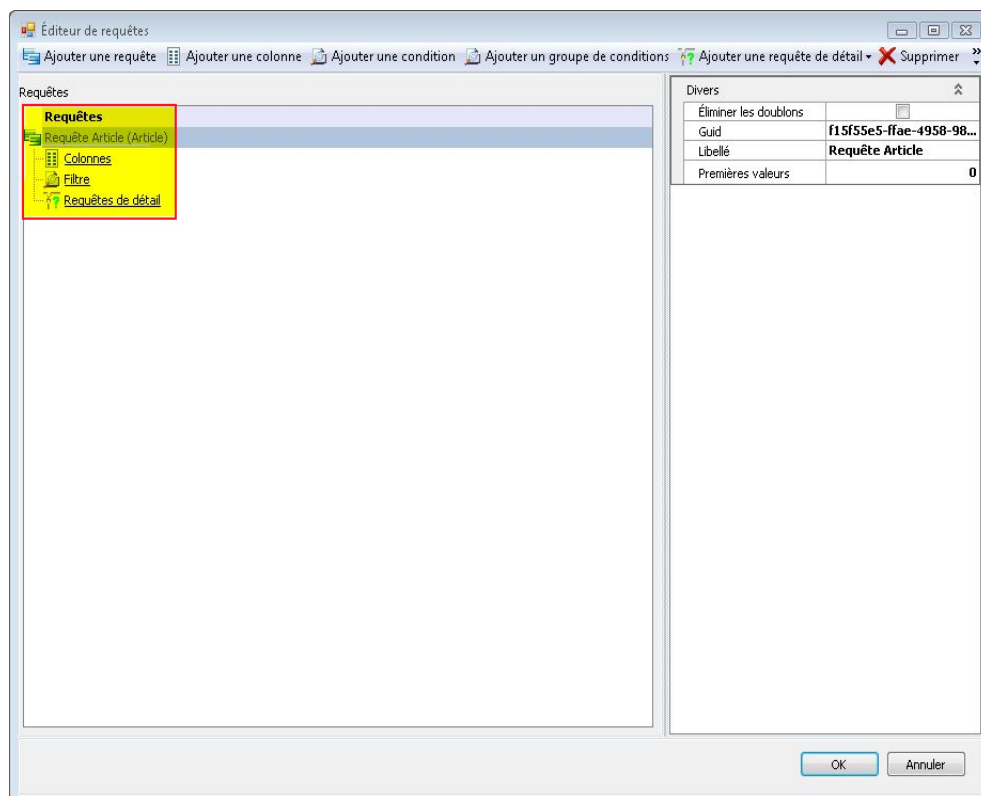 Éditeur de requêtes
Ajouter une requête Ajouter une colonne Ajouter une condition Ajouter un groupe de conditions Ajouter une requête de détail Supprimer
Requêtes
Requêtes
Requête Article (Article)
Colonnes
Filtre
Requêtes de détail
Divers
Éliminer les doublons
Guid f15f55e5-ffae-4958-98...
Libellé Requête Article
Premières valeurs 0
OK Annuler